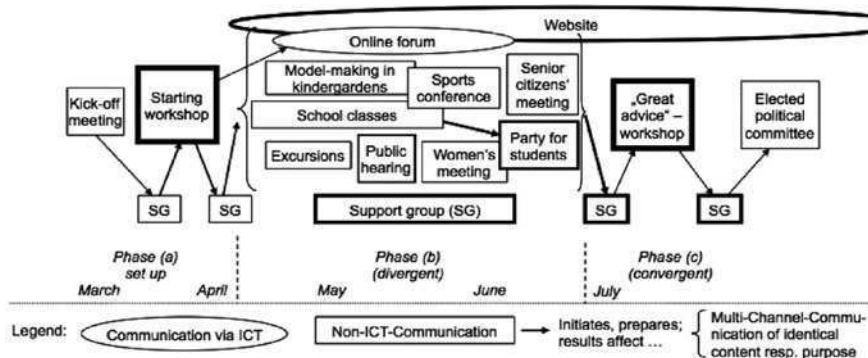 Website
Online forum
Model-making in
kindergardens
Sports
conference
Senior
citizens'
meeting
Kick-off
meeting
Starting
workshop
School classes
„Great
advice“ –
workshop
Elected
political
committee
Excursions
Public
hearing
Women's
meeting
Party for
students
SG
SG
Support group (SG)
SG
SG
Phase (a)
set up
Phase (b)
(divergent)
Phase (c)
(convergent)
March
April
May
June
July
Legend:
Communication via ICT
Non-ICT-Communication
Initiates, prepares;
results affect …
Multi-Channel-Commu-
nication of identical
content resp. purpose